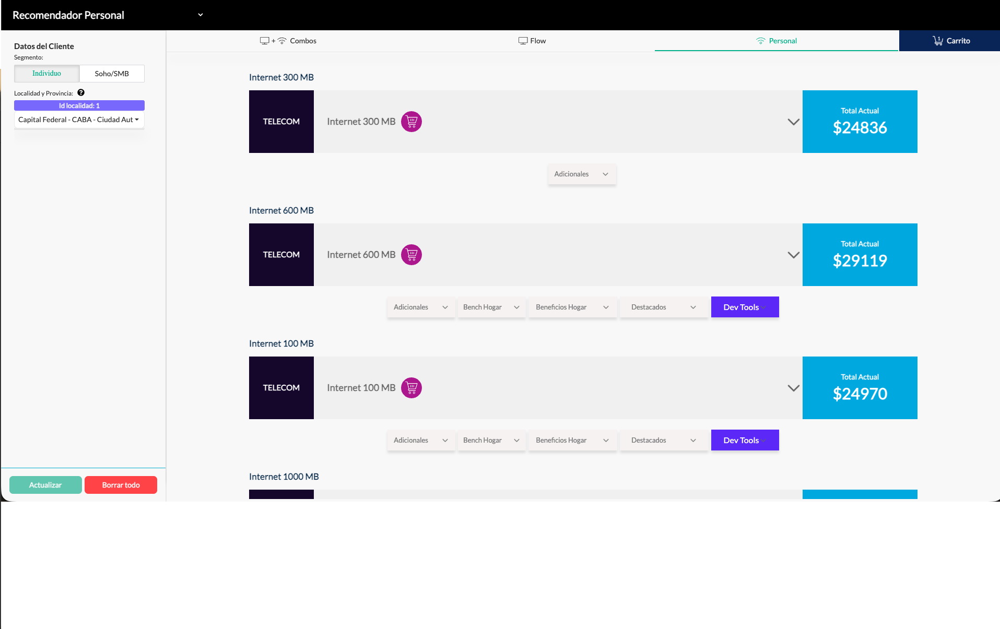 Recomendador Personal
Datos del Cliente
Segmento:
Individuo
Soho/SMB
Localidad y Provincia:
Id localidad: 1
Capital Federal - CABA - Ciudad Aut
Actualizar
Borrar todo
+ Combos
Flow
Personal
1 Carrito
Internet 300 MB
TELECOM
Internet 300 MB
Total Actual
$24836
Adicionales
Internet 600 MB
TELECOM
Internet 600 MB
Total Actual
$29119
Adicionales
Bench Hogar
Beneficios Hogar
Destacados
Dev Tools
Internet 100 MB
TELECOM
Internet 100 MB
Total Actual
$24970
Adicionales
Bench Hogar
Beneficios Hogar
Destacados
Dev Tools
Internet 1000 MB